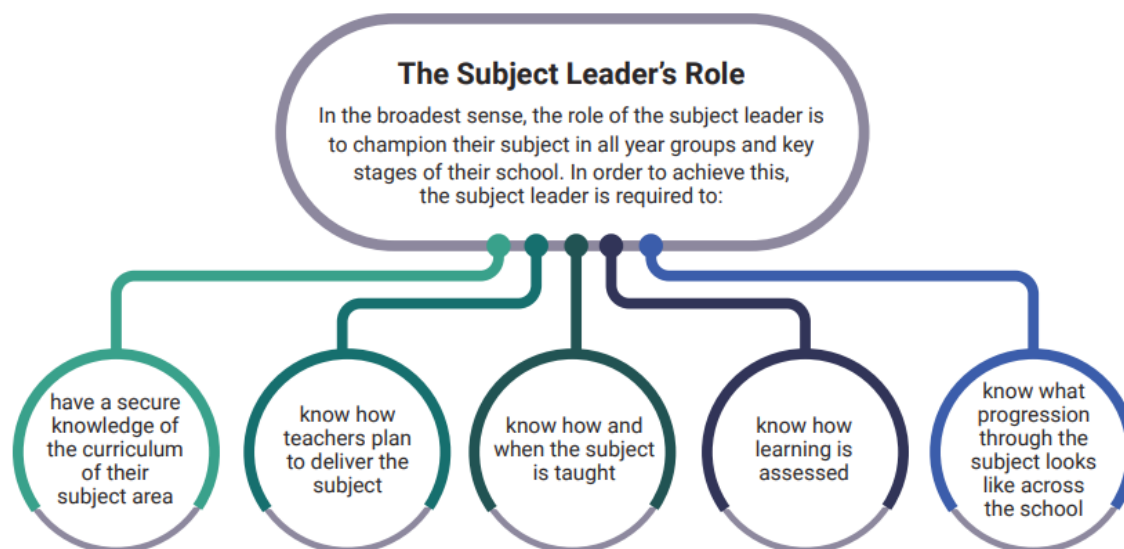 The Subject Leader’s Role
In the broadest sense, the role of the subject leader is
to champion their subject in all year groups and key
stages of their school. In order to achieve this,
the subject leader is required to:
have a secure
knowledge of
the curriculum
of their
subject area
know how
teachers plan
to deliver the
subject
know how and
when the subject
is taught
know how
learning is
assessed
know what
progression
through the
subject looks
like across
the school